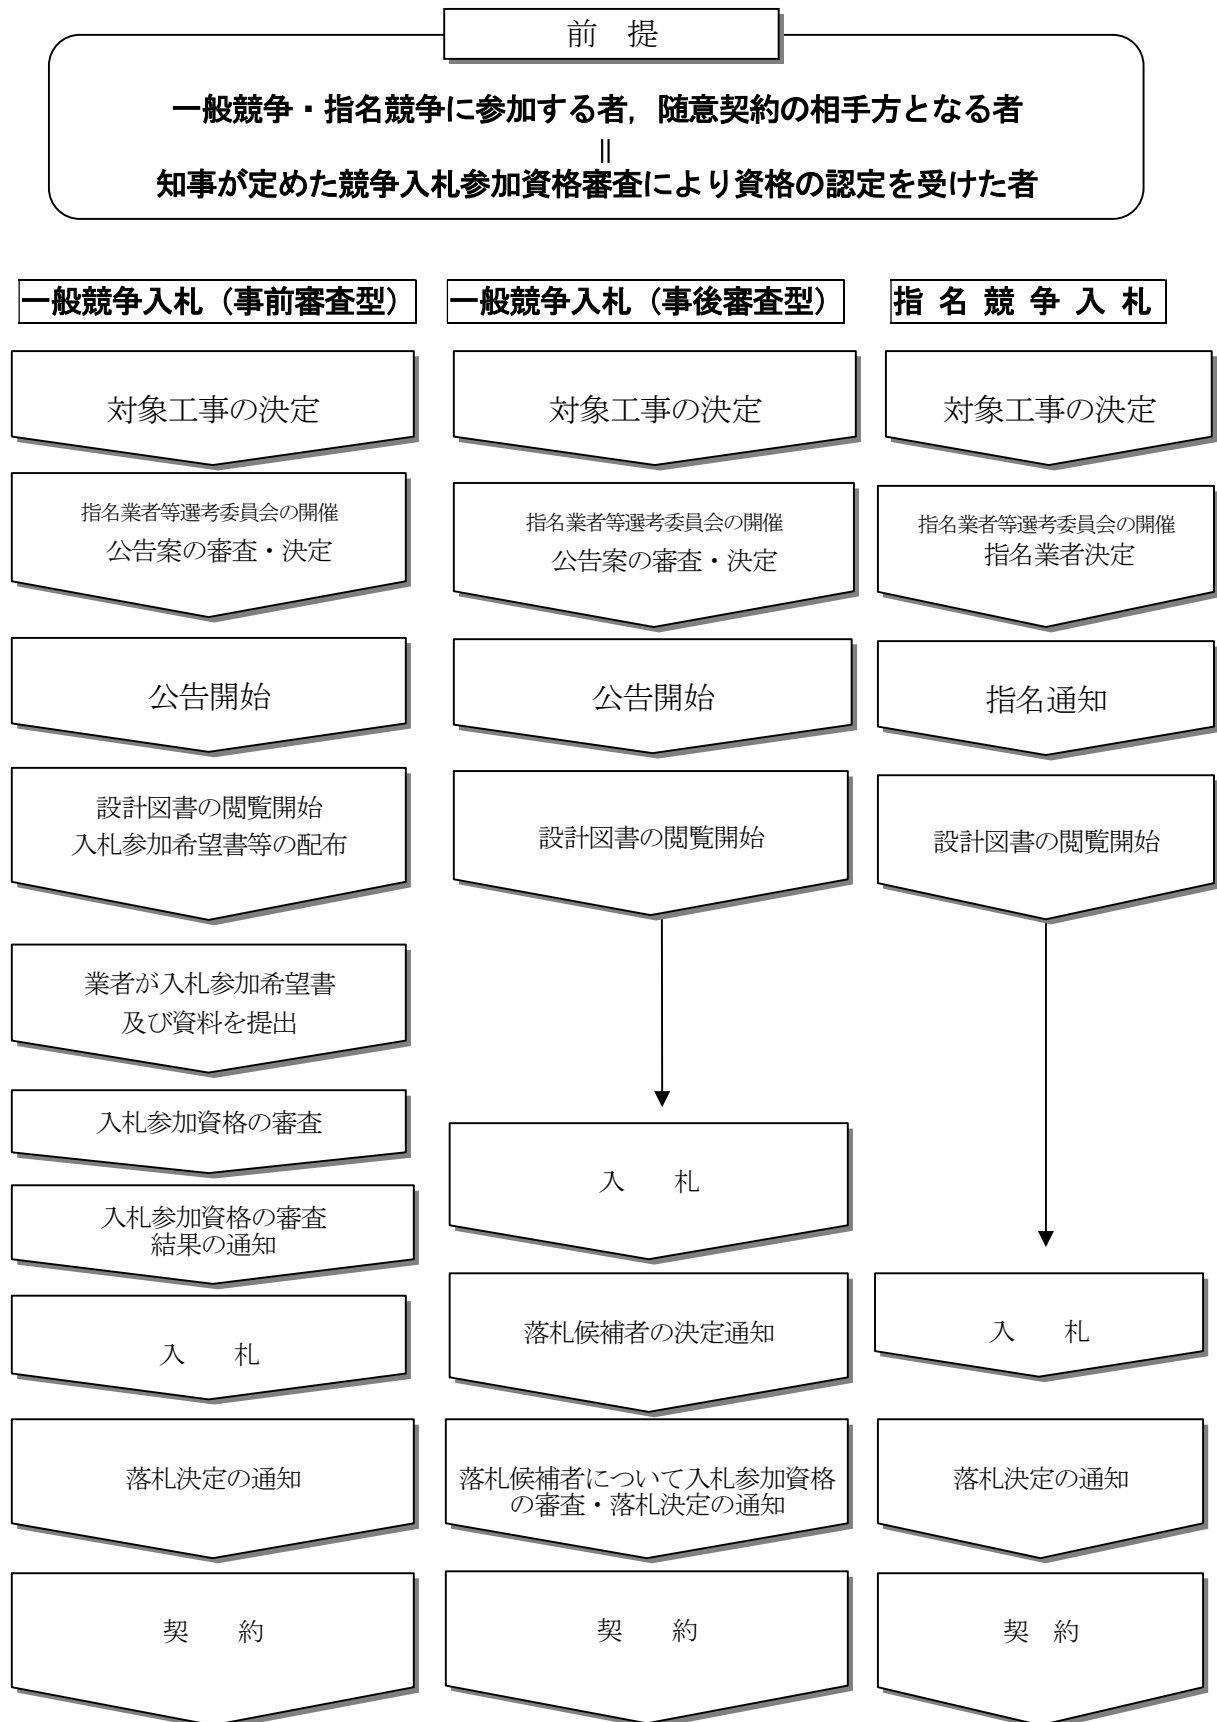 前　提
一般競争・指名競争に参加する者，随意契約の相手方となる者
||
知事が定めた競争入札参加資格審査により資格の認定を受けた者
一般競争入札（事前審査型）
対象工事の決定
指名業者等選考委員会の開催
公告案の審査・決定
公告開始
設計図書の閲覧開始
入札参加希望書等の配布
業者が入札参加希望書
及び資料を提出
入札参加資格の審査
入札参加資格の審査
結果の通知
入　　札
落札決定の通知
契　　約
一般競争入札（事後審査型）
対象工事の決定
指名業者等選考委員会の開催
公告案の審査・決定
公告開始
設計図書の閲覧開始
入　　札
落札候補者の決定通知
落札候補者について入札参加資格
の審査・落札決定の通知
契　　約
指 名 競 争 入 札
対象工事の決定
指名業者等選考委員会の開催
指名業者決定
指名通知
設計図書の閲覧開始
入　　札
落札決定の通知
契　約